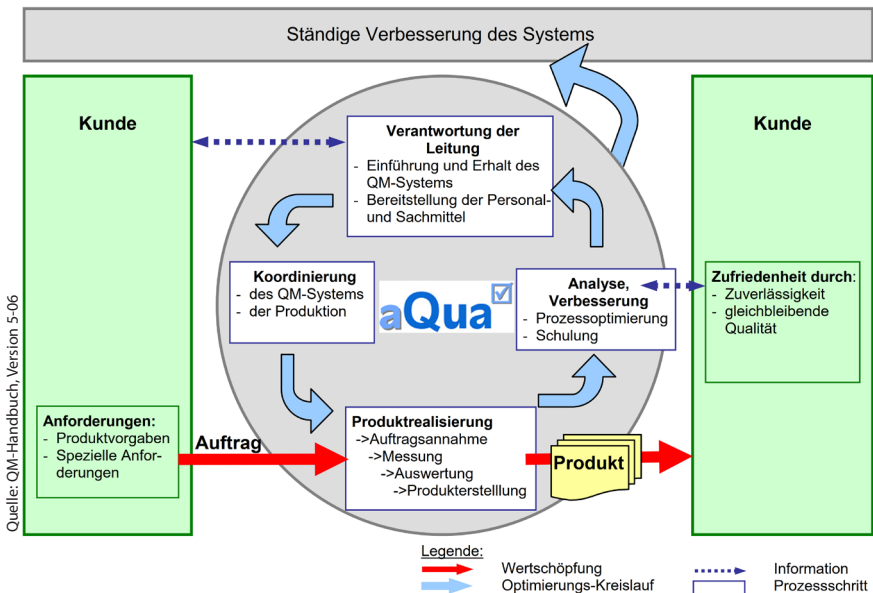 Ständige Verbesserung des Systems
Kunde
Verantwortung der
Leitung
- Einführung und Erhalt des
QM-Systems
- Bereitstellung der Personal-
und Sachmittel
Kunde
Koordinierung
- des QM-Systems
- der Produktion
aQua
Analyse,
Verbesserung
- Prozessoptimierung
- Schulung
Zufriedenheit durch:
- Zuverlässigkeit
- gleichbleibende
Qualität
Anforderungen:
- Produktvorgaben
- Spezielle Anfor-
derungen
Auftrag
Produktrealisierung
->Auftragsannahme
->Messung
->Auswertung
->Produkterstelllung
Produkt
Quelle: QM-Handbuch, Version 5-06
Legende:
Wertschöpfung
Optimierungs-Kreislauf
Information
Prozessschritt